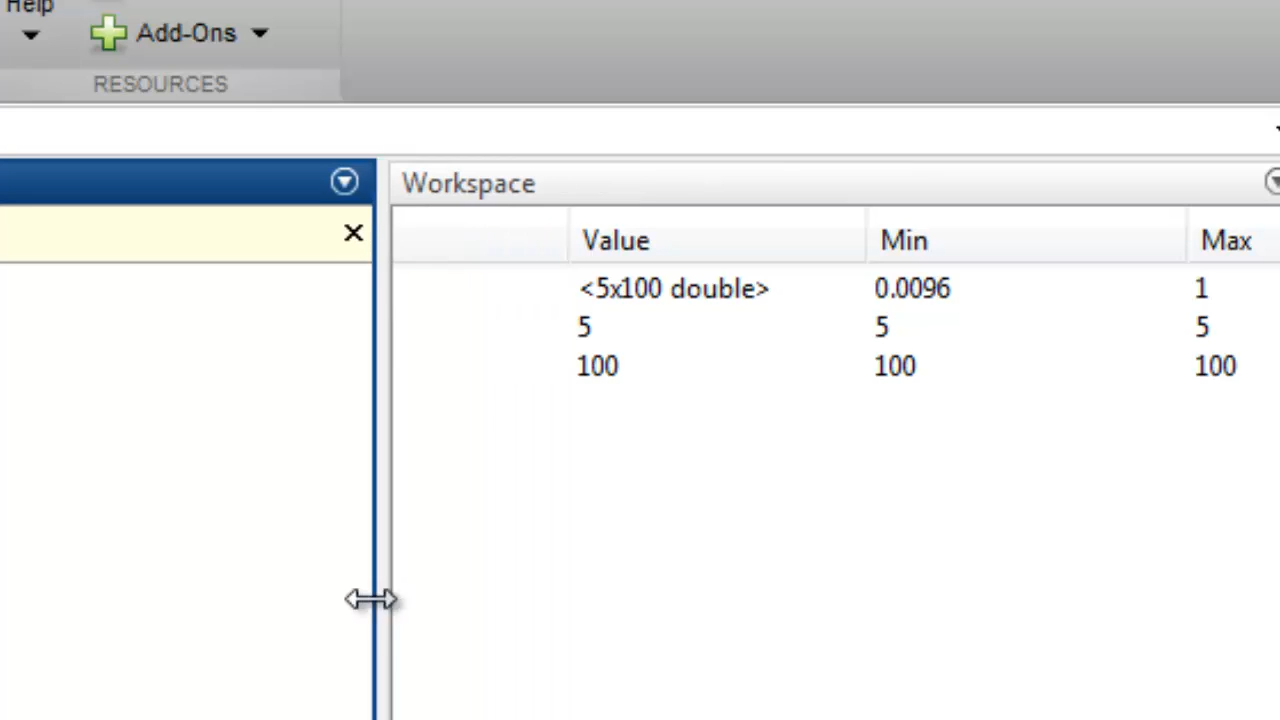 Help
Add-Ons
RESOURCES
Workspace
Value Min Max
<5x100 double> 0.0096 1
5 5 5
100 100 100